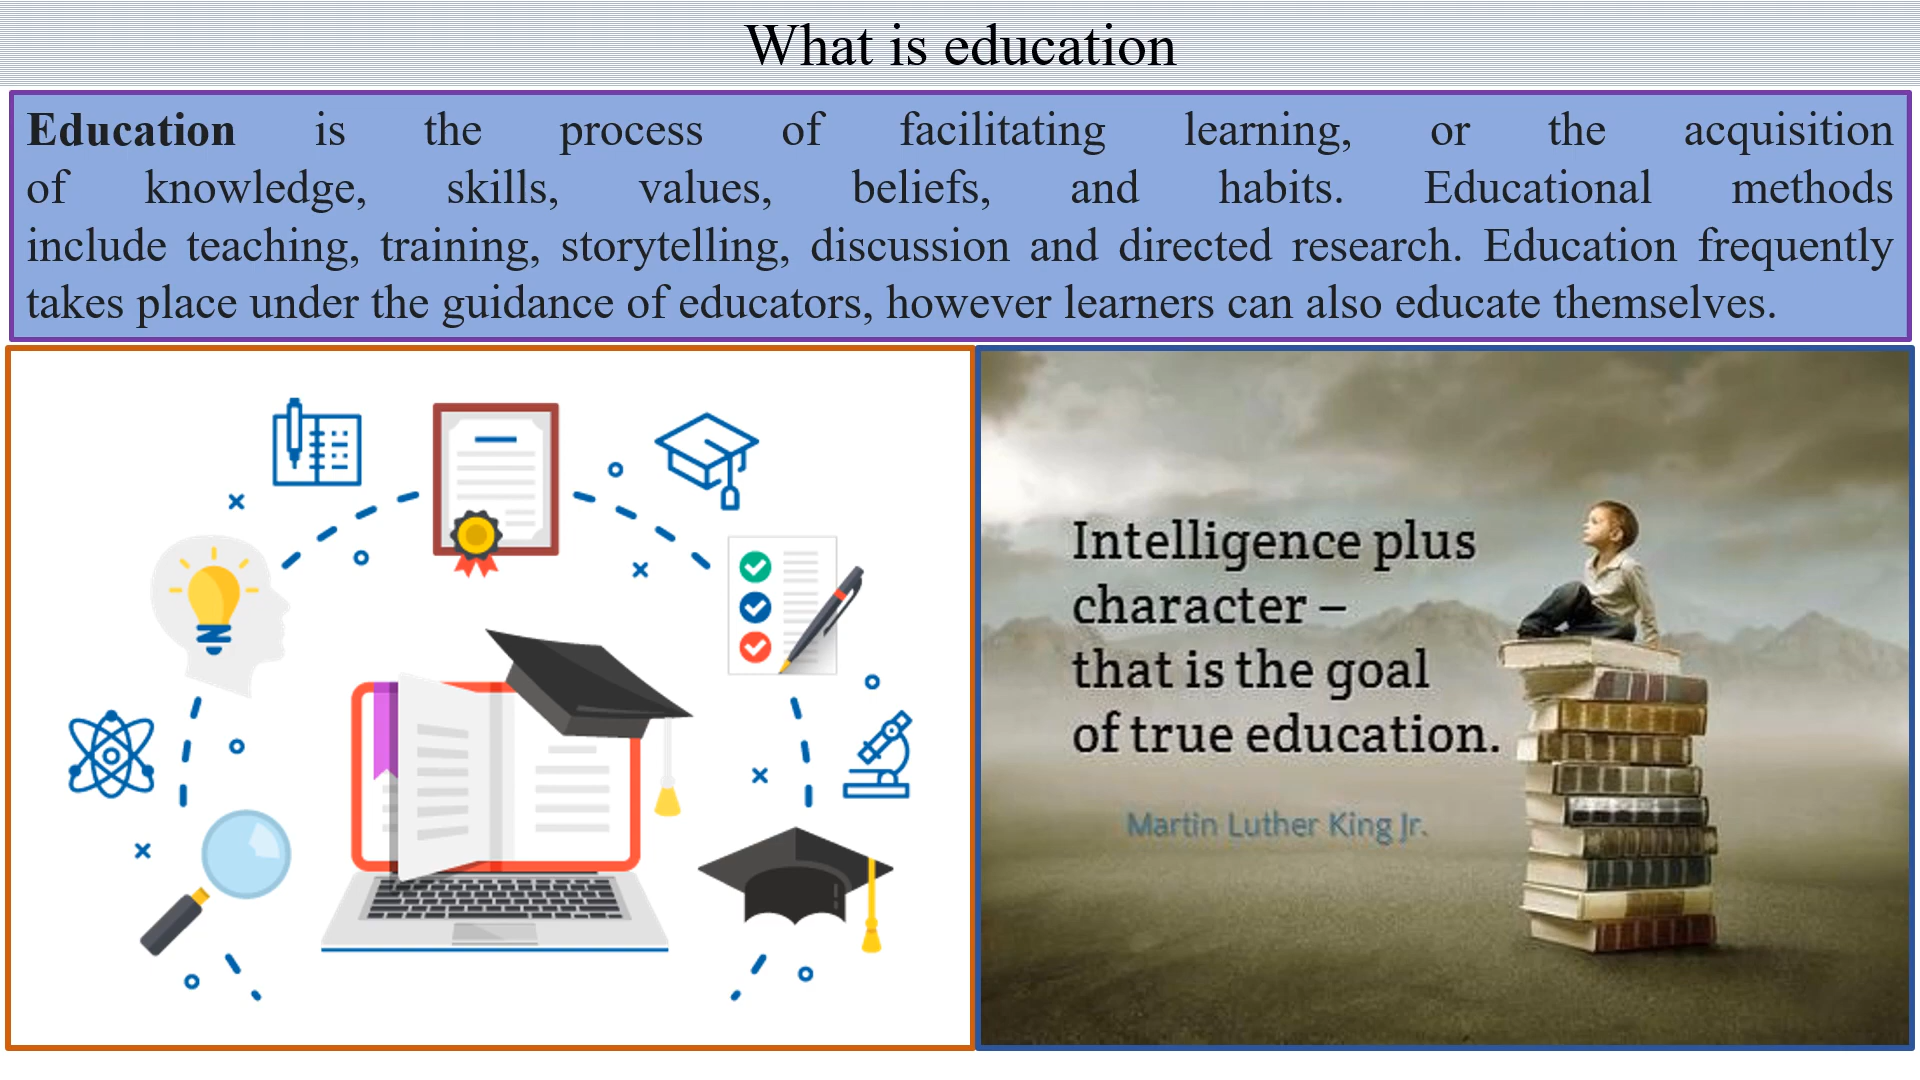 What is education
Education is the process of facilitating learning, or the acquisition
of knowledge, skills, values, beliefs, and habits. Educational methods
include teaching, training, storytelling, discussion and directed research. Education frequently
takes place under the guidance of educators, however learners can also educate themselves.
Intelligence plus
character –
that is the goal
of true education.
Martin Luther King Jr.